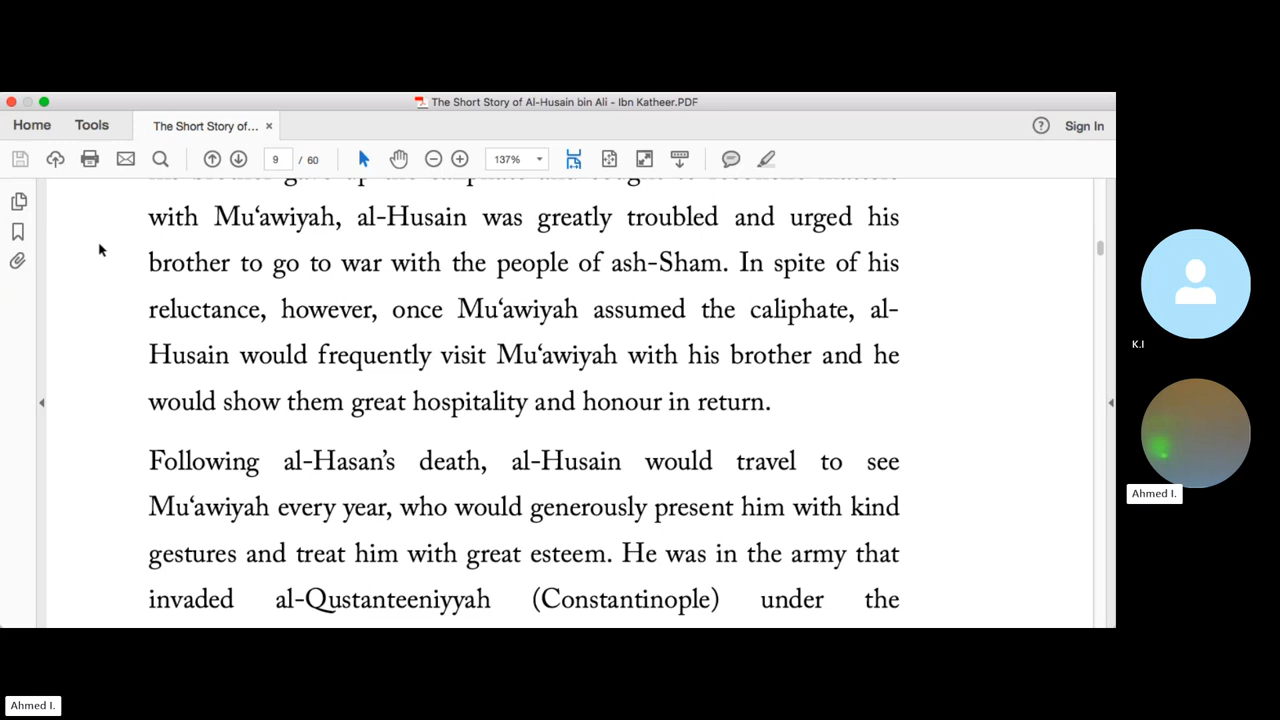 The Short Story of Al-Husain bin Ali - Ibn Katheer.PDF
Home Tools The Short Story of... × Sign In
9 / 60 137%
with Mu‘awiyah, al-Husain was greatly troubled and urged his
brother to go to war with the people of ash-Sham. In spite of his
reluctance, however, once Mu‘awiyah assumed the caliphate, al-
Husain would frequently visit Mu‘awiyah with his brother and he
would show them great hospitality and honour in return.
Following al-Hasan’s death, al-Husain would travel to see
Mu‘awiyah every year, who would generously present him with kind
gestures and treat him with great esteem. He was in the army that
invaded al-Qustanteeniyyah (Constantinople) under the
K.I
Ahmed I.
Ahmed I.